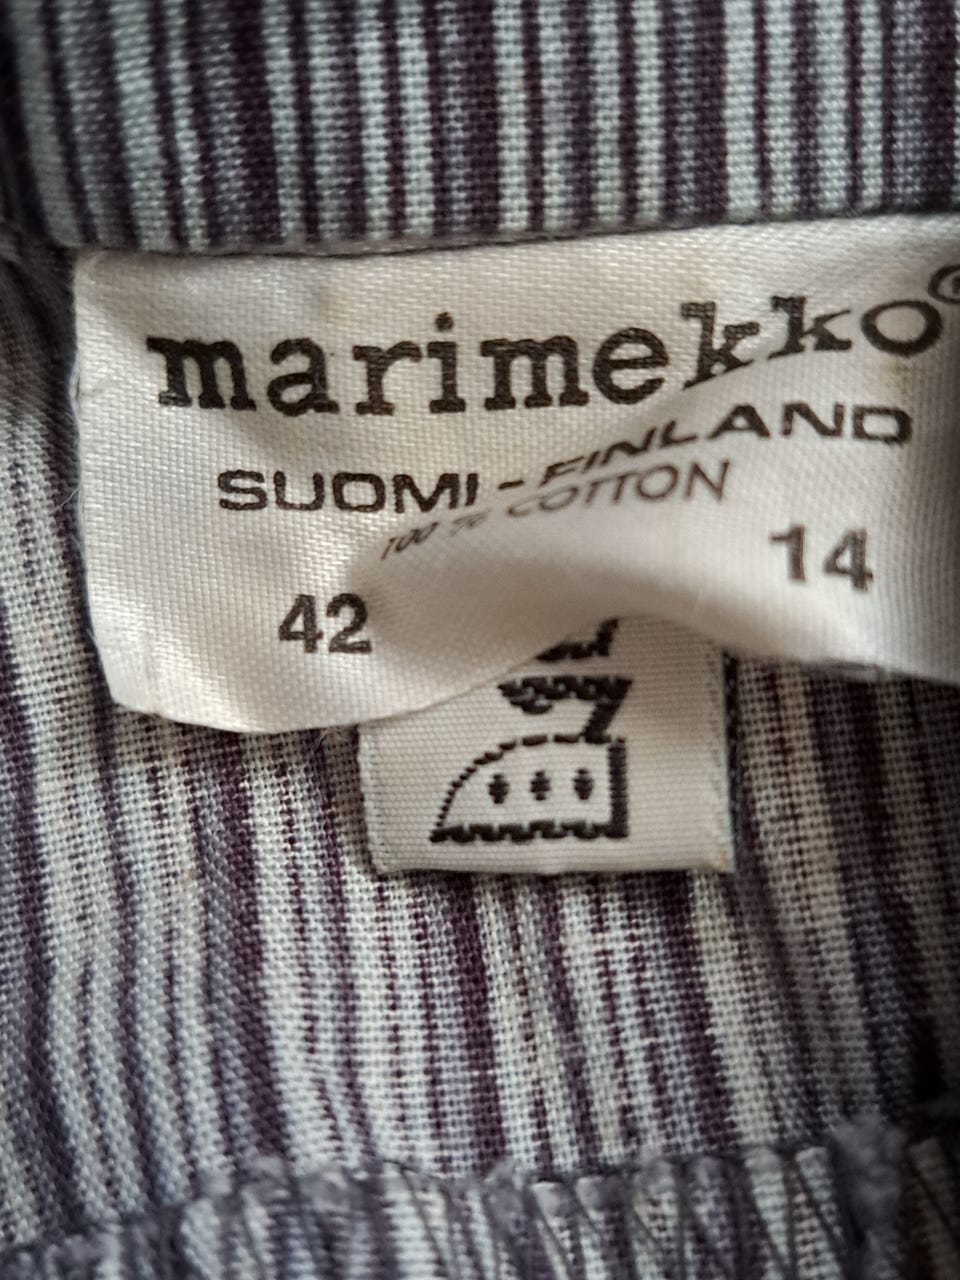 marimekko®
SUOMI - FINLAND
100 % COTTON
42 14